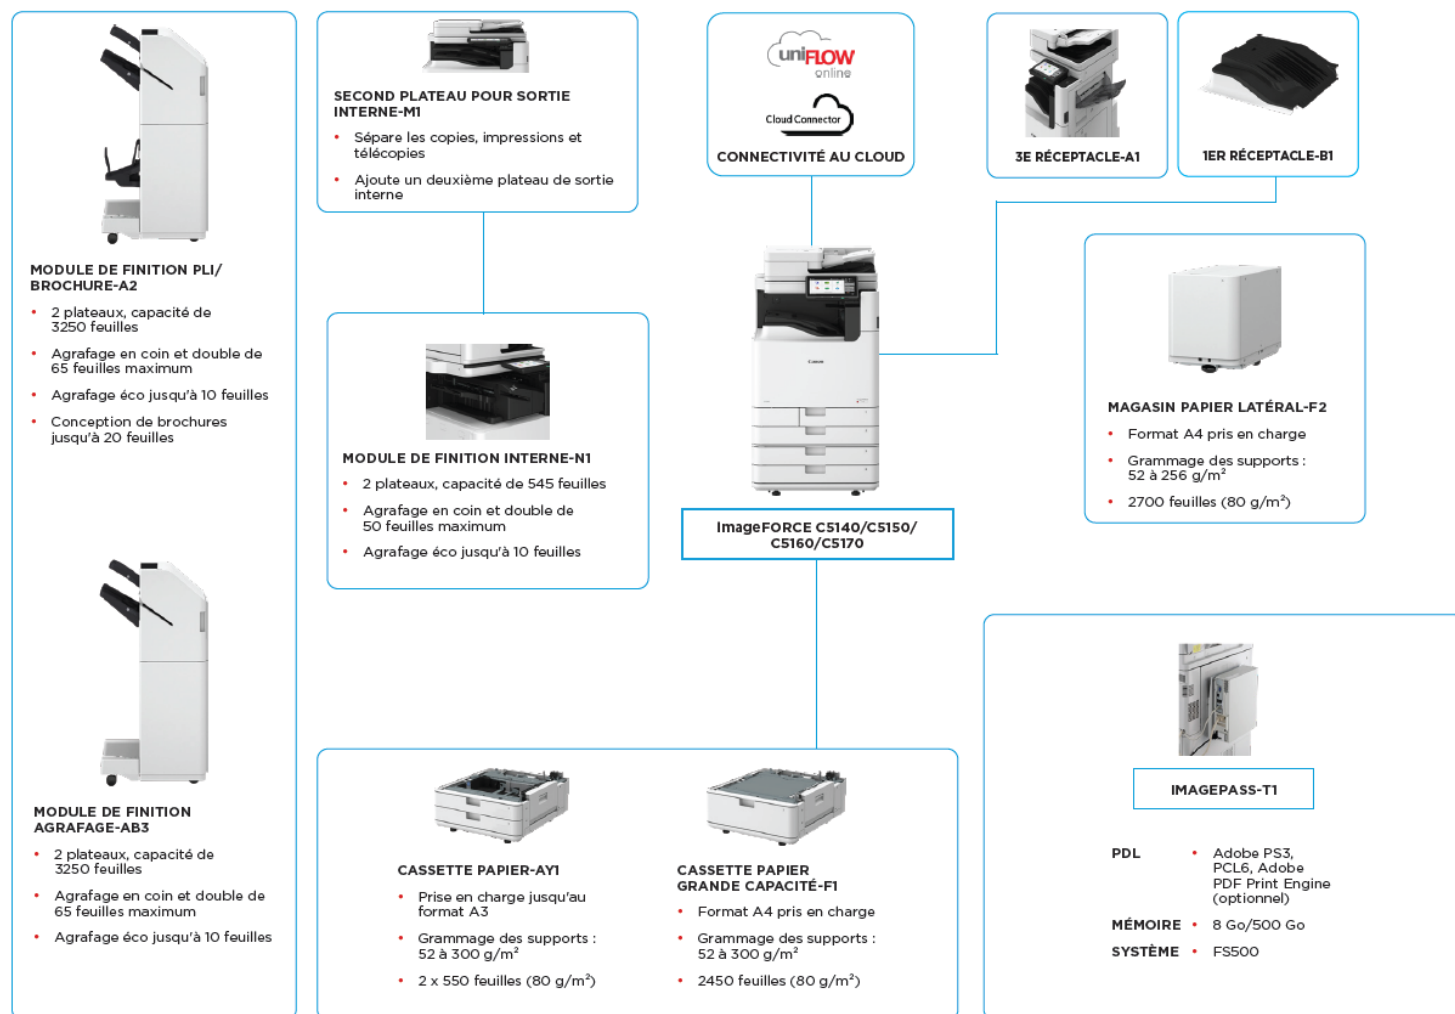 MODULE DE FINITION PLI/
BROCHURE-A2
• 2 plateaux, capacité de
3250 feuilles
• Agrafage en coin et double de
65 feuilles maximum
• Agrafage éco jusqu'à 10 feuilles
• Conception de brochures
jusqu'à 20 feuilles
MODULE DE FINITION
AGRAFAGE-AB3
• 2 plateaux, capacité de
3250 feuilles
• Agrafage en coin et double de
65 feuilles maximum
• Agrafage éco jusqu'à 10 feuilles
SECOND PLATEAU POUR SORTIE
INTERNE-M1
• Sépare les copies, impressions et
télécopies
• Ajoute un deuxième plateau de sortie
interne
MODULE DE FINITION INTERNE-N1
• 2 plateaux, capacité de 545 feuilles
• Agrafage en coin et double de
50 feuilles maximum
• Agrafage éco jusqu'à 10 feuilles
uniFLOW
online
Cloud Connector
CONNECTIVITÉ AU CLOUD
Canon
ImageFORCE C5140/C5150/
C5160/C5170
3E RÉCEPTACLE-A1
1ER RÉCEPTACLE-B1
MAGASIN PAPIER LATÉRAL-F2
• Format A4 pris en charge
• Grammage des supports :
52 à 256 g/m²
• 2700 feuilles (80 g/m²)
CASSETTE PAPIER-AY1
• Prise en charge jusqu'au
format A3
• Grammage des supports :
52 à 300 g/m²
• 2 x 550 feuilles (80 g/m²)
CASSETTE PAPIER
GRANDE CAPACITÉ-F1
• Format A4 pris en charge
• Grammage des supports :
52 à 300 g/m²
• 2450 feuilles (80 g/m²)
IMAGEPASS-T1
PDL • Adobe PS3,
PCL6, Adobe
PDF Print Engine
(optionnel)
MÉMOIRE • 8 Go/500 Go
SYSTÈME • FS500